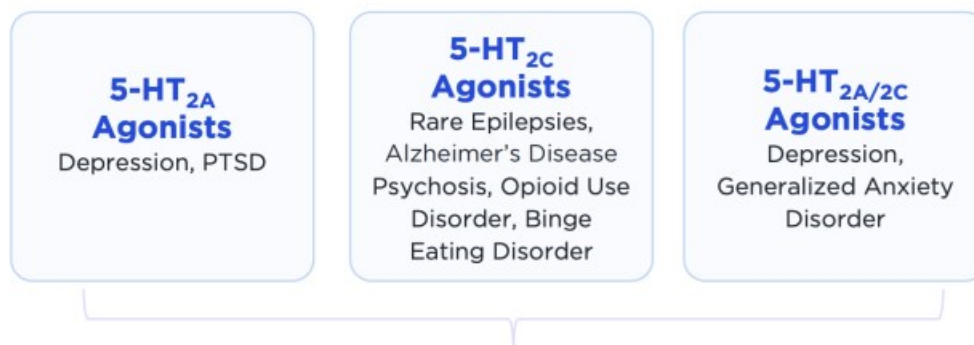 5-HT2A
Agonists
Depression, PTSD
5-HT2C
Agonists
Rare Epilepsies,
Alzheimer’s Disease
Psychosis, Opioid Use
Disorder, Binge
Eating Disorder
5-HT2A/2C
Agonists
Depression,
Generalized Anxiety
Disorder